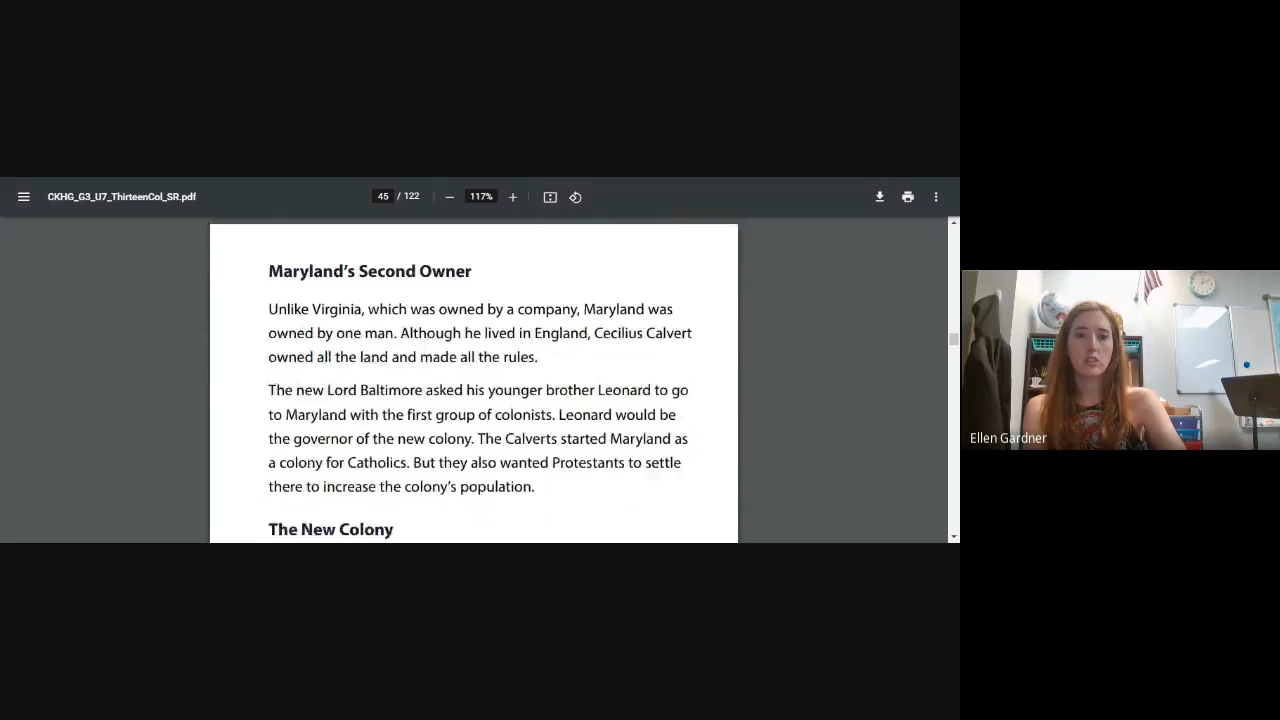 CKHG_G3_U7_ThirteenCol_SR.pdf
45 / 122
117%
Maryland's Second Owner
Unlike Virginia, which was owned by a company, Maryland was
owned by one man. Although he lived in England, Cecilius Calvert
owned all the land and made all the rules.
The new Lord Baltimore asked his younger brother Leonard to go
to Maryland with the first group of colonists. Leonard would be
the governor of the new colony. The Calverts started Maryland as
a colony for Catholics. But they also wanted Protestants to settle
there to increase the colony's population.
The New Colony
Ellen Gardner